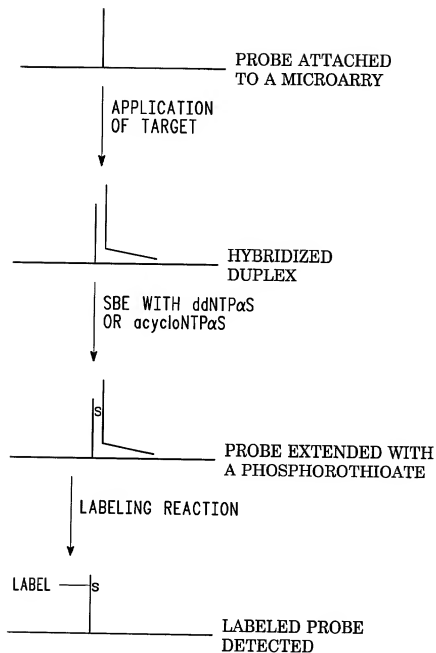 PROBE ATTACHED
TO A MICROARRY
APPLICATION
OF TARGET
HYBRIDIZED
DUPLEX
SBE WITH ddNTPαS
OR acycloNTPαS
S
PROBE EXTENDED WITH
A PHOSPHOROTHIOATE
LABELING REACTION
LABEL S
LABELED PROBE
DETECTED